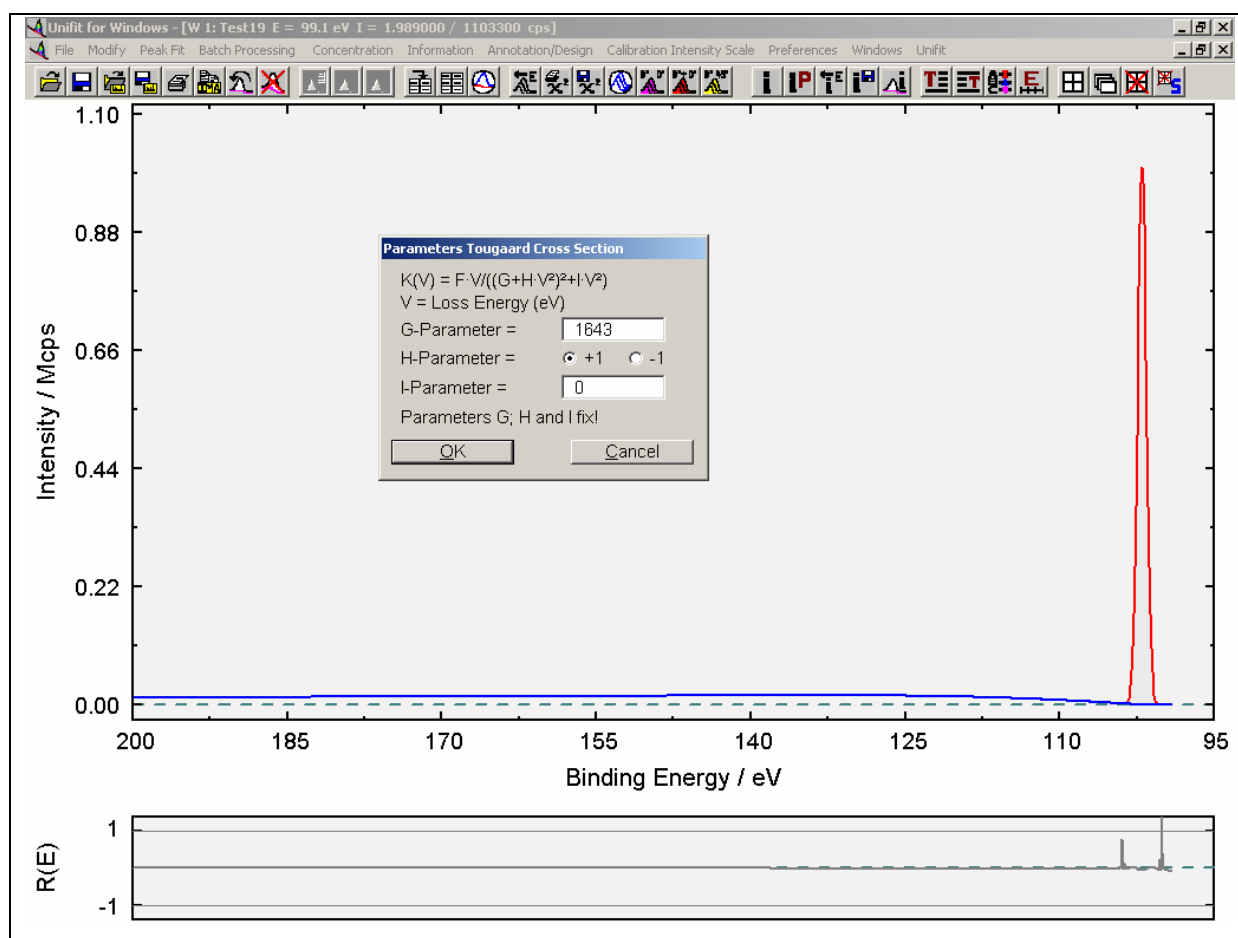 Unifit for Windows - [W 1: Test19 E = 99.1 eV I = 1.989000 / 1103300 cps]
File Modify Peak Fit Batch Processing Concentration Information Annotation/Design Calibration Intensity Scale Preferences Windows Unifit
1.10
0.88
0.66
0.44
0.22
0.00
Intensity / Mcps
Parameters Tougaard Cross Section
K(V) = F·V/((G+H·V²)²+I·V²)
V = Loss Energy (eV)
G-Parameter = 1643
H-Parameter = +1 -1
I-Parameter = 0
Parameters G; H and I fix!
OK Cancel
200 185 170 155 140 125 110 95
Binding Energy / eV
R(E)
1
-1